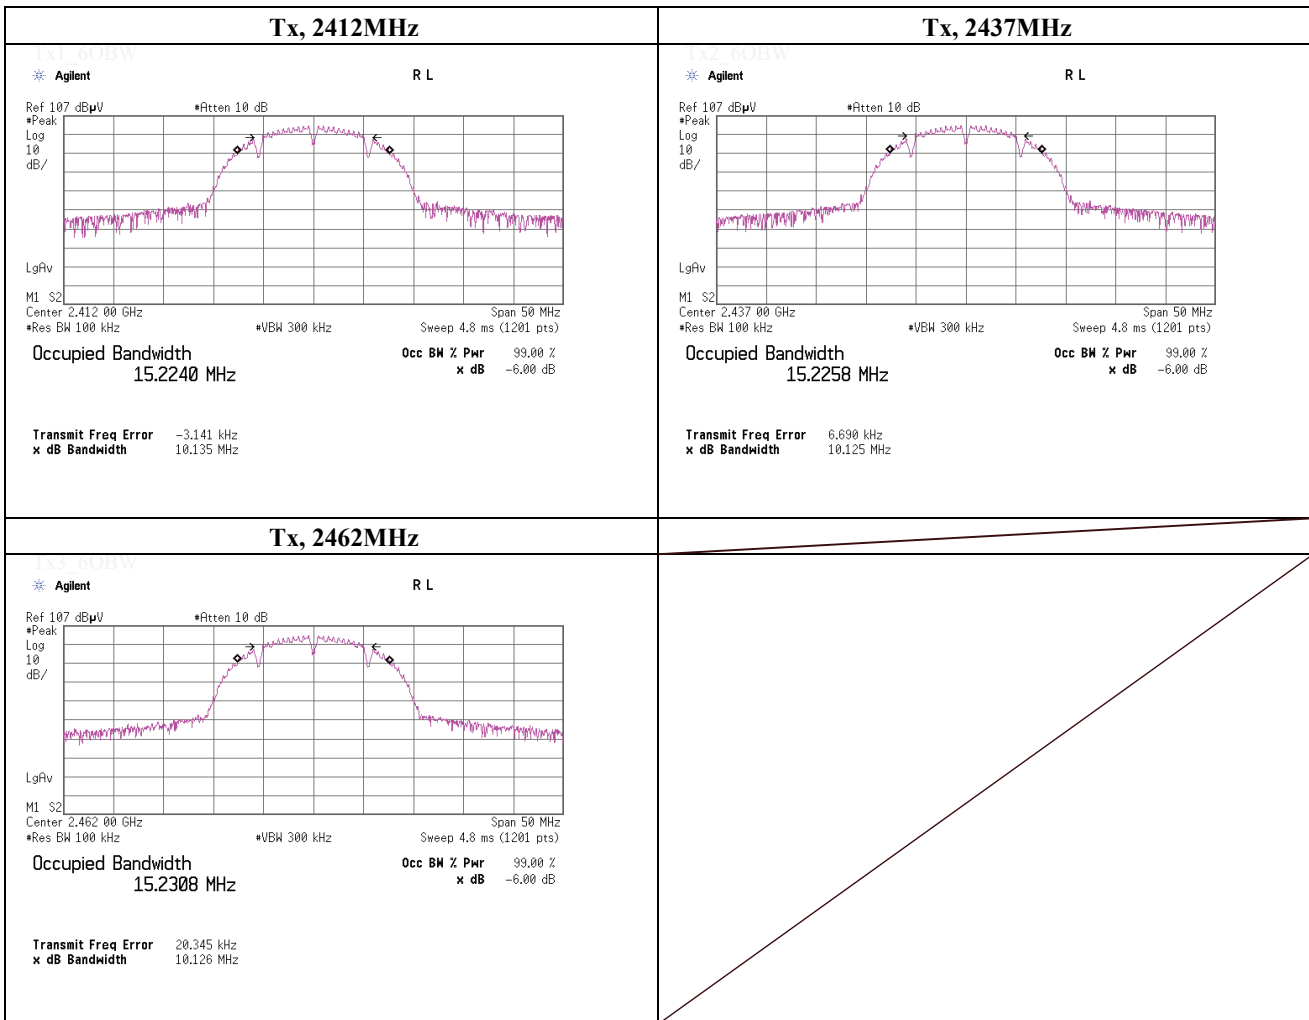 Tx, 2412MHz
Tx1_6OBW
Agilent R L
Ref 107 dBµV #Atten 10 dB
#Peak
Log
10
dB/
LgAv
M1 S2
Center 2.412 00 GHz Span 50 MHz
#Res BW 100 kHz #VBW 300 kHz Sweep 4.8 ms (1201 pts)
Occupied Bandwidth Occ BW % Pwr 99.00 %
15.2240 MHz x dB -6.00 dB
Transmit Freq Error -3.141 kHz
x dB Bandwidth 10.135 MHz
Tx, 2437MHz
Tx2_6OBW
Agilent R L
Ref 107 dBµV #Atten 10 dB
#Peak
Log
10
dB/
LgAv
M1 S2
Center 2.437 00 GHz Span 50 MHz
#Res BW 100 kHz #VBW 300 kHz Sweep 4.8 ms (1201 pts)
Occupied Bandwidth Occ BW % Pwr 99.00 %
15.2258 MHz x dB -6.00 dB
Transmit Freq Error 6.690 kHz
x dB Bandwidth 10.125 MHz
Tx, 2462MHz
Tx3_6OBW
Agilent R L
Ref 107 dBµV #Atten 10 dB
#Peak
Log
10
dB/
LgAv
M1 S2
Center 2.462 00 GHz Span 50 MHz
#Res BW 100 kHz #VBW 300 kHz Sweep 4.8 ms (1201 pts)
Occupied Bandwidth Occ BW % Pwr 99.00 %
15.2308 MHz x dB -6.00 dB
Transmit Freq Error 20.345 kHz
x dB Bandwidth 10.126 MHz